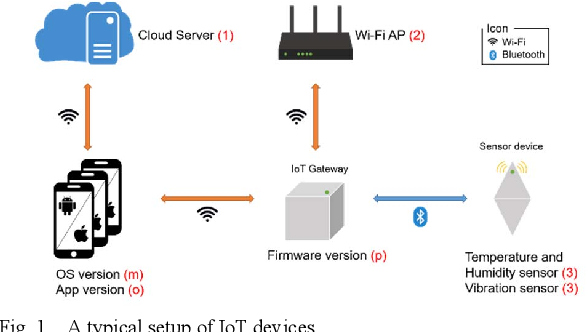 Cloud Server (1)
Wi-Fi AP (2)
Icon
Wi-Fi
Bluetooth
Sensor device
IoT Gateway
Firmware version (p)
OS version (m)
App version (o)
Temperature and
Humidity sensor (3)
Vibration sensor (3)
Fig. 1. A typical setup of IoT devices